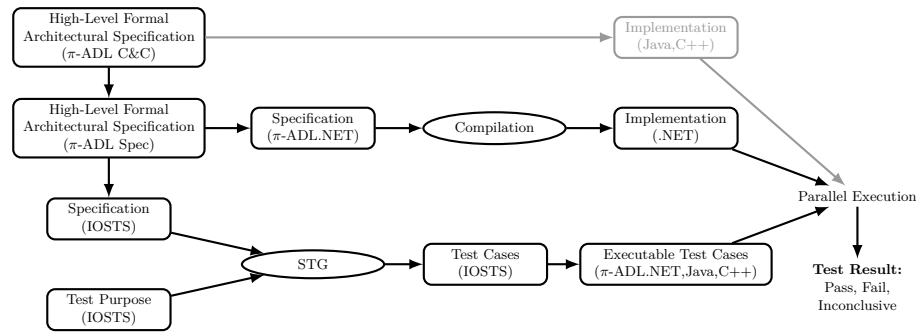 High-Level Formal
Architectural Specification
(π-ADL C&C)
Implementation
(Java,C++)
High-Level Formal
Architectural Specification
(π-ADL Spec)
Specification
(π-ADL.NET)
Compilation
Implementation
(.NET)
Parallel Execution
Specification
(IOSTS)
STG
Test Cases
(IOSTS)
Executable Test Cases
(π-ADL.NET,Java,C++)
Test Result:
Pass, Fail,
Inconclusive
Test Purpose
(IOSTS)